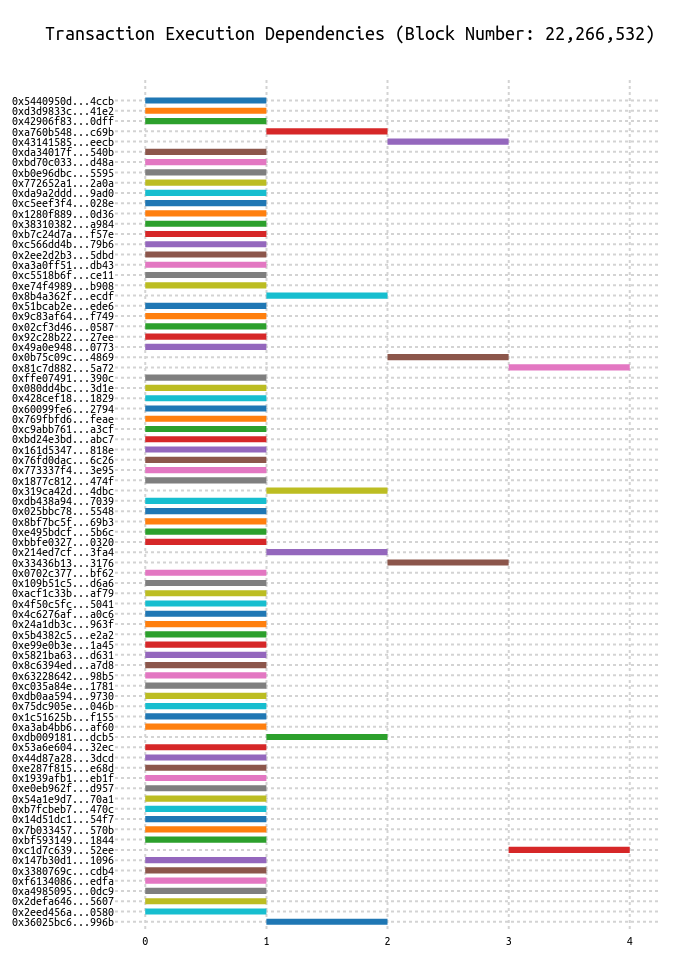 Transaction Execution Dependencies (Block Number: 22,266,532)
0x5440950d...4ccb
0xd3d9833c...41e2
0x42906f83...0dff
0xa760b548...c69b
0x43141585...eecb
0xda34017f...540b
0xbd70c033...d48a
0xb0e96dbc...5595
0x772652a1...2a0a
0xda9a2ddd...9ad0
0xc5eef3f4...028e
0x1280f889...0d36
0x38310382...a984
0xb7c24d7a...f57e
0xc566dd4b...79b6
0x2ee2d2b3...5dbd
0xa3a0ff51...db43
0xc5518b6f...ce11
0xe74f4989...b908
0x8b4a362f...ecdf
0x51bcab2e...ede6
0x9c83af64...f749
0x02cf3d46...0587
0x92c28b22...27ee
0x49a0e948...0773
0x0b75c09c...4869
0x81c7d882...5a72
0xffe07491...390c
0x080dd4bc...3d1e
0x428cef18...1829
0x60099fe6...2794
0x769fbfd6...feae
0xc9abb761...a3cf
0xbd24e3bd...abc7
0x161d5347...818e
0x76fd0dac...6c26
0x773337f4...3e95
0x1877c812...474f
0x319ca42d...4dbc
0xdb438a94...7039
0x025bbc78...5548
0x8bf7bc5f...69b3
0xe495bdcf...5b6c
0xbbfe0327...0320
0x214ed7cf...3fa4
0x33436b13...3176
0x0702c377...bf62
0x109b51c5...d6a6
0xacf1c33b...af79
0x4f50c5fc...5041
0x4c6276af...a0c6
0x24a1db3c...963f
0x5b4382c5...e2a2
0xe99e0b3e...1a45
0x5821ba63...d631
0x8c6394ed...a7d8
0x63228642...98b5
0xc035a84e...1781
0xdb0aa594...9730
0x75dc905e...046b
0x1c51625b...f155
0xa3ab4bb6...af60
0xdb009181...dcb5
0x53a6e604...32ec
0x44d87a28...3dcd
0xe287f815...e68d
0x1939afb1...eb1f
0xe0eb962f...d957
0x54a1e9d7...70a1
0xb7fcbeb7...470c
0x14d51dc1...54f7
0x7b033457...570b
0xbf593149...1844
0xc1d7c639...52ee
0x147b30d1...1096
0x3380769c...cdb4
0xf6134086...edfa
0xa4985095...0dc9
0x2defa646...5607
0x2eed456a...0580
0x36025bc6...996b
0 1 2 3 4